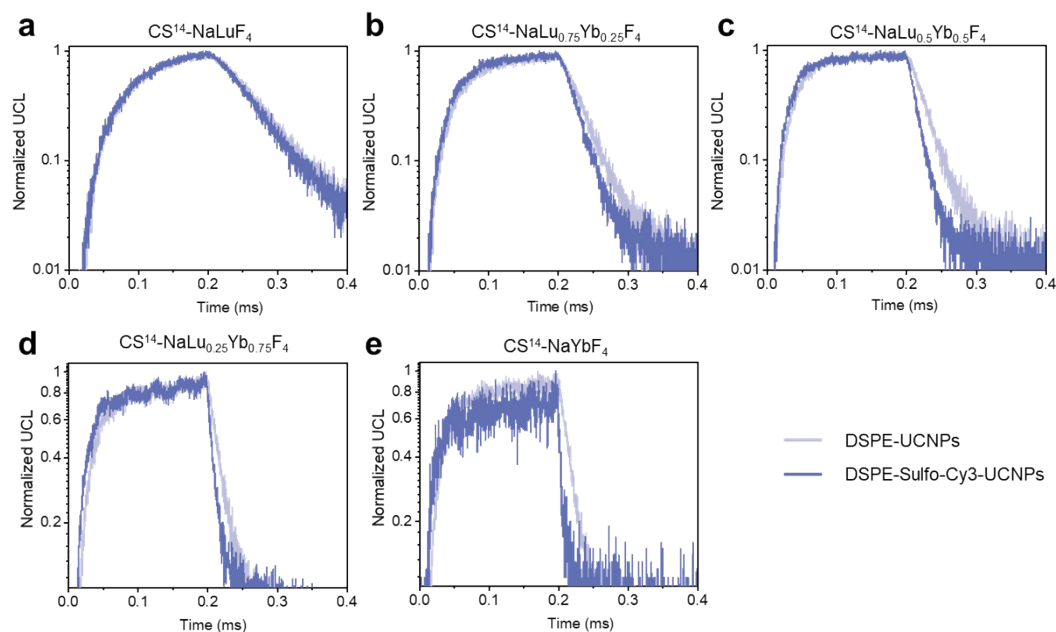 a
CS¹⁴-NaLuF₄
Normalized UCL
1
0.1
0.01
0.0 0.1 0.2 0.3 0.4
Time (ms)
b
CS¹⁴-NaLu₀.₇₅Yb₀.₂₅F₄
Normalized UCL
1
0.1
0.01
0.0 0.1 0.2 0.3 0.4
Time (ms)
c
CS¹⁴-NaLu₀.₅Yb₀.₅F₄
Normalized UCL
1
0.1
0.01
0.0 0.1 0.2 0.3 0.4
Time (ms)
d
CS¹⁴-NaLu₀.₂₅Yb₀.₇₅F₄
Normalized UCL
1
0.8
0.6
0.4
0.2
0.0 0.1 0.2 0.3 0.4
Time (ms)
e
CS¹⁴-NaYbF₄
Normalized UCL
1
0.8
0.6
0.4
0.2
0.0 0.1 0.2 0.3 0.4
Time (ms)
DSPE-UCNPs
DSPE-Sulfo-Cy3-UCNPs